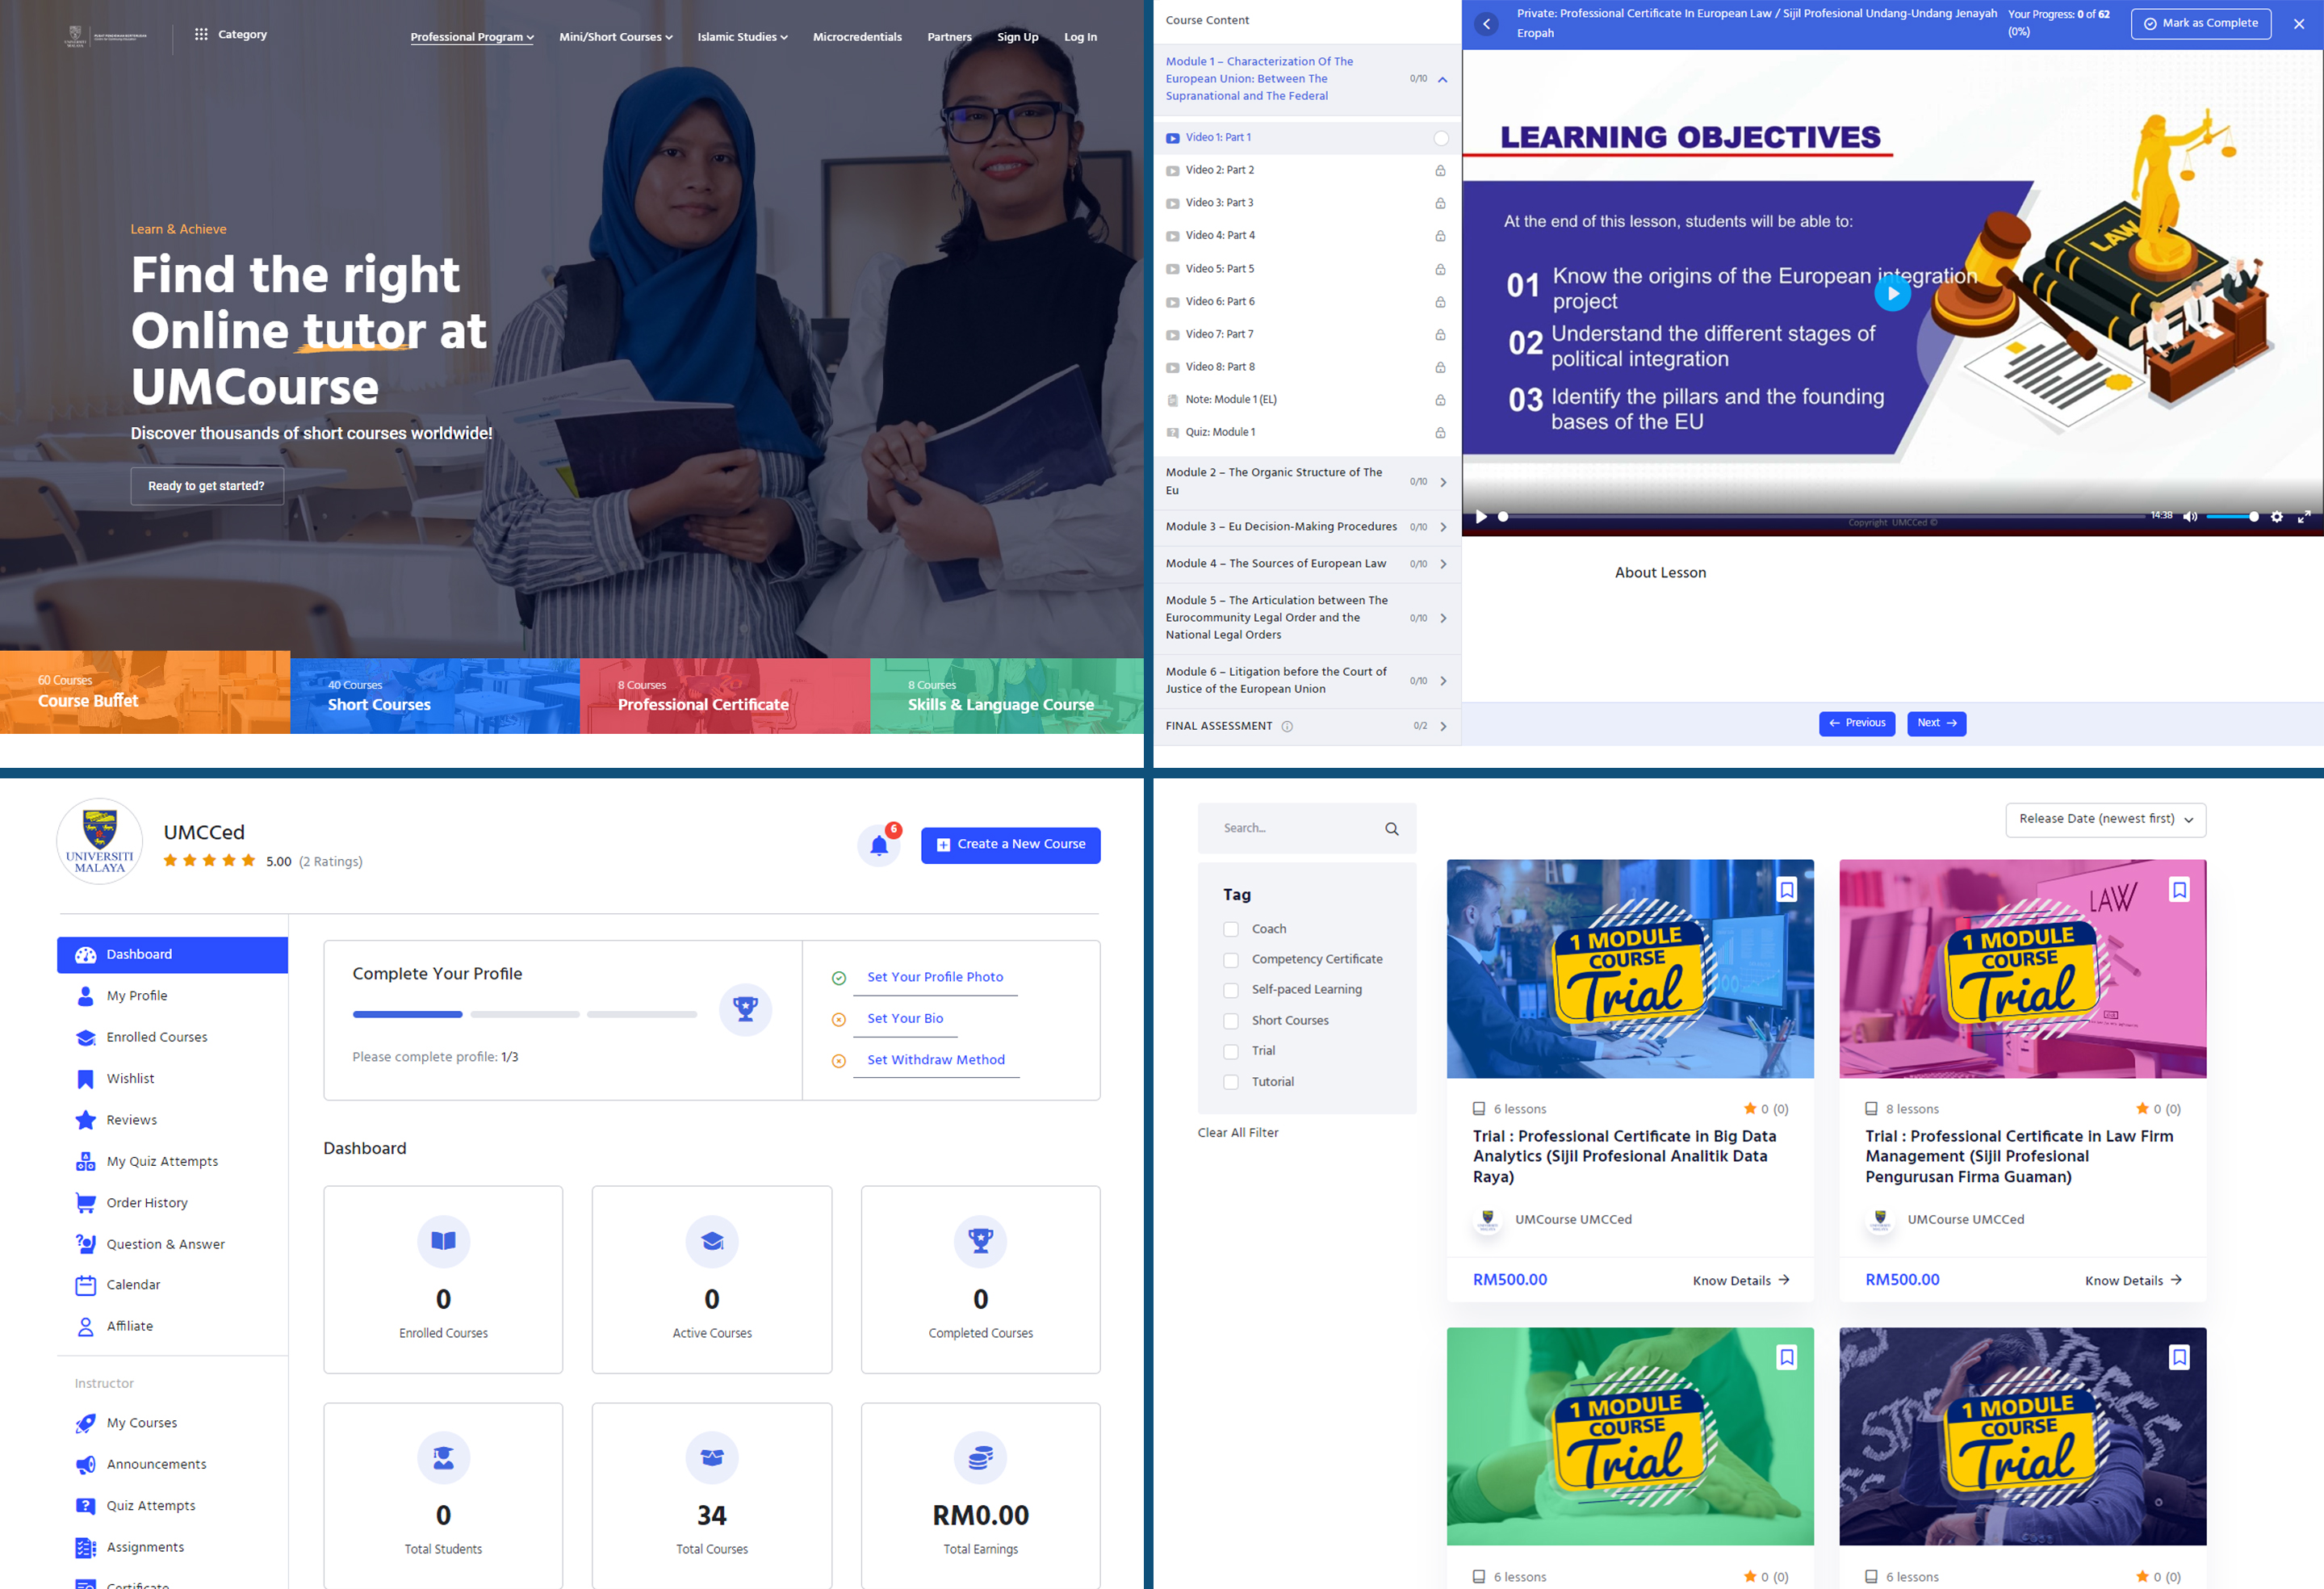 UNIVERSITI
MALAYA
Category
Professional Program
Mini/Short Courses
Islamic Studies
Microcredentials
Partners
Sign Up
Log In
Learn & Achieve
Find the right
Online tutor at
UMCourse
Discover thousands of short courses worldwide!
Ready to get started?
60 Courses
Course Buffet
40 Courses
Short Courses
8 Courses
Professional Certificate
8 Courses
Skills & Language Course
Course Content
Module 1 – Characterization Of The
European Union: Between The
Supranational and The Federal
0/10
Video 1: Part 1
Video 2: Part 2
Video 3: Part 3
Video 4: Part 4
Video 5: Part 5
Video 6: Part 6
Video 7: Part 7
Video 8: Part 8
Note: Module 1 (EL)
Quiz: Module 1
Module 2 – The Organic Structure of The
Eu
0/10
Module 3 – Eu Decision-Making Procedures
0/10
Module 4 – The Sources of European Law
0/10
Module 5 – The Articulation between The
Eurocommunity Legal Order and the
National Legal Orders
0/10
Module 6 – Litigation before the Court of
Justice of the European Union
0/10
FINAL ASSESSMENT
0/2
Private: Professional Certificate In European Law / Sijil Profesional Undang-Undang Jenayah
Eropah
Your Progress: 0 of 62
(0%)
Mark as Complete
LEARNING OBJECTIVES
At the end of this lesson, students will be able to:
01 Know the origins of the European integration
project
02 Understand the different stages of
political integration
03 Identify the pillars and the founding
bases of the EU
LAW
14:38
Copyright UMCCed ©
About Lesson
← Previous
Next →
UNIVERSITI
MALAYA
UMCCed
5.00 (2 Ratings)
6
Create a New Course
Dashboard
My Profile
Enrolled Courses
Wishlist
Reviews
My Quiz Attempts
Order History
Question & Answer
Calendar
Affiliate
Instructor
My Courses
Announcements
Quiz Attempts
Assignments
Certificate
Complete Your Profile
Please complete profile: 1/3
Set Your Profile Photo
Set Your Bio
Set Withdraw Method
Dashboard
0
Enrolled Courses
0
Active Courses
0
Completed Courses
0
Total Students
34
Total Courses
RM0.00
Total Earnings
Search...
Tag
Coach
Competency Certificate
Self-paced Learning
Short Courses
Trial
Tutorial
Clear All Filter
Release Date (newest first)
1 MODULE
COURSE
Trial
6 lessons
0 (0)
Trial : Professional Certificate in Big Data
Analytics (Sijil Profesional Analitik Data
Raya)
UMCourse UMCCed
RM500.00
Know Details →
LAW
1 MODULE
COURSE
Trial
8 lessons
0 (0)
Trial : Professional Certificate in Law Firm
Management (Sijil Profesional
Pengurusan Firma Guaman)
UMCourse UMCCed
RM500.00
Know Details →
1 MODULE
COURSE
Trial
6 lessons
0 (0)
1 MODULE
COURSE
Trial
6 lessons
0 (0)